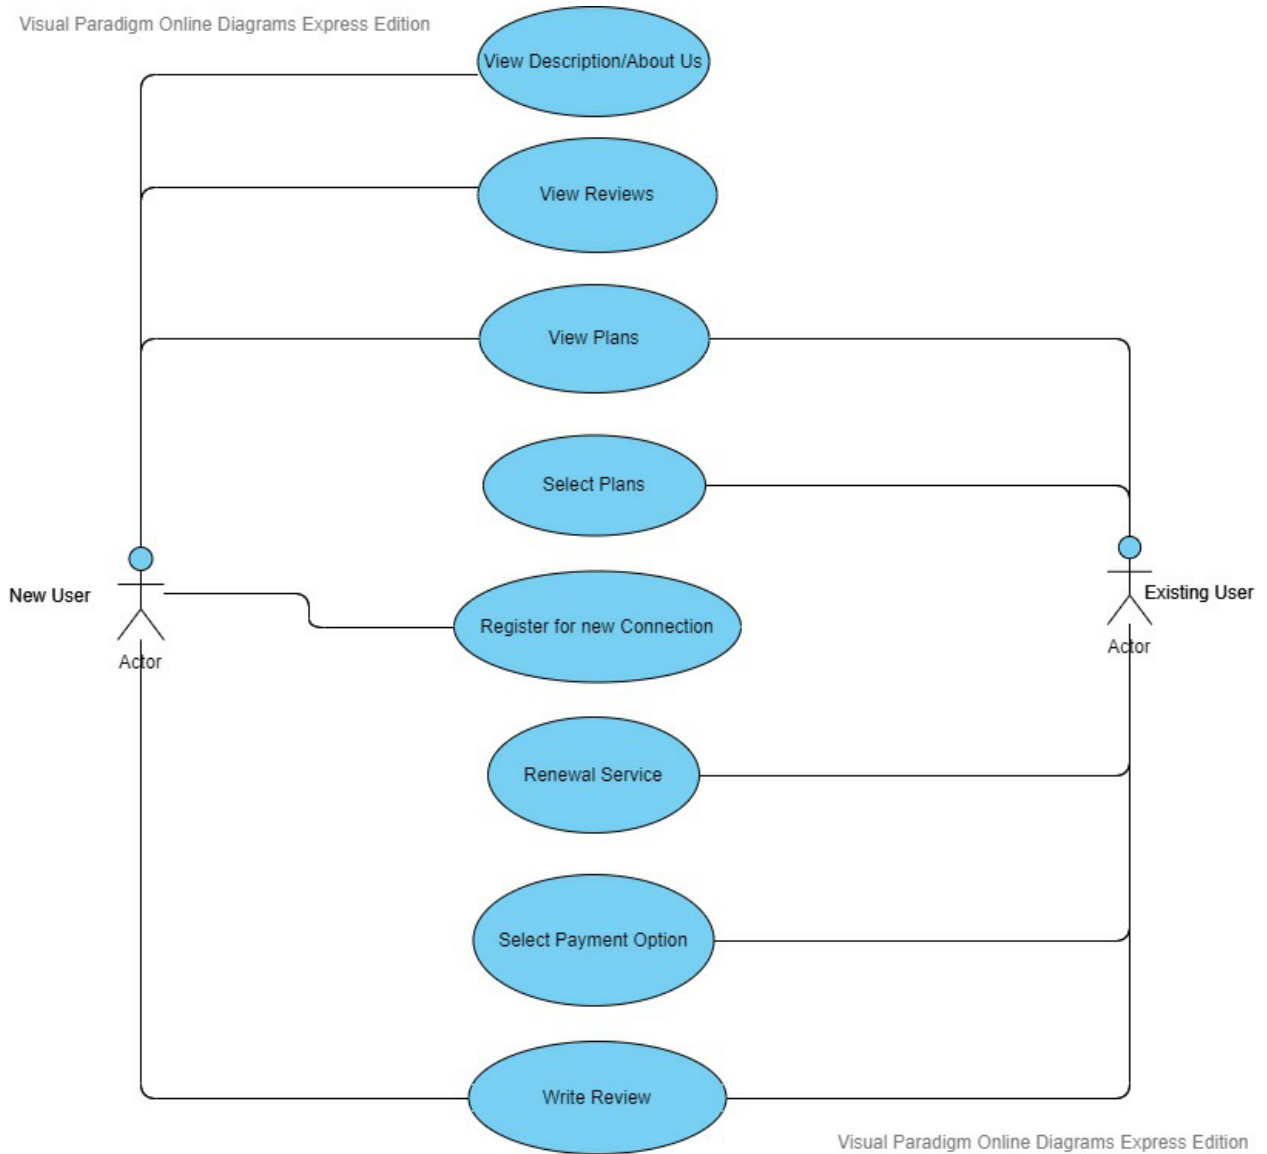 Visual Paradigm Online Diagrams Express Edition
View Description/About Us
View Reviews
View Plans
Select Plans
New User
Actor
Existing User
Actor
Register for new Connection
Renewal Service
Select Payment Option
Write Review
Visual Paradigm Online Diagrams Express Edition